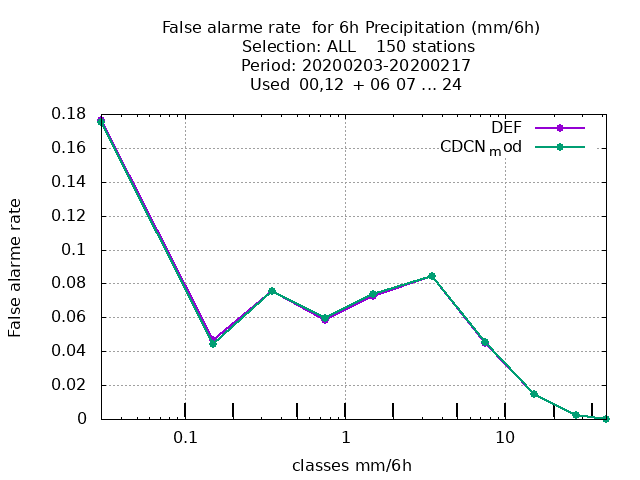 False alarme rate  for 6h Precipitation (mm/6h)
Selection: ALL    150 stations
Period: 20200203-20200217
Used  00,12  + 06 07 ... 24
DEF
CDCN_mod
0.18
0.16
0.14
0.12
0.1
0.08
0.06
0.04
0.02
0
False alarme rate
0.1 1 10
classes mm/6h